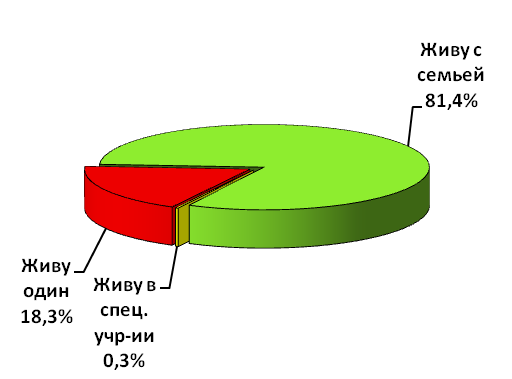 Живу с
семьей
81,4%
Живу
один
18,3%
Живу в
спец.
учр-ии
0,3%